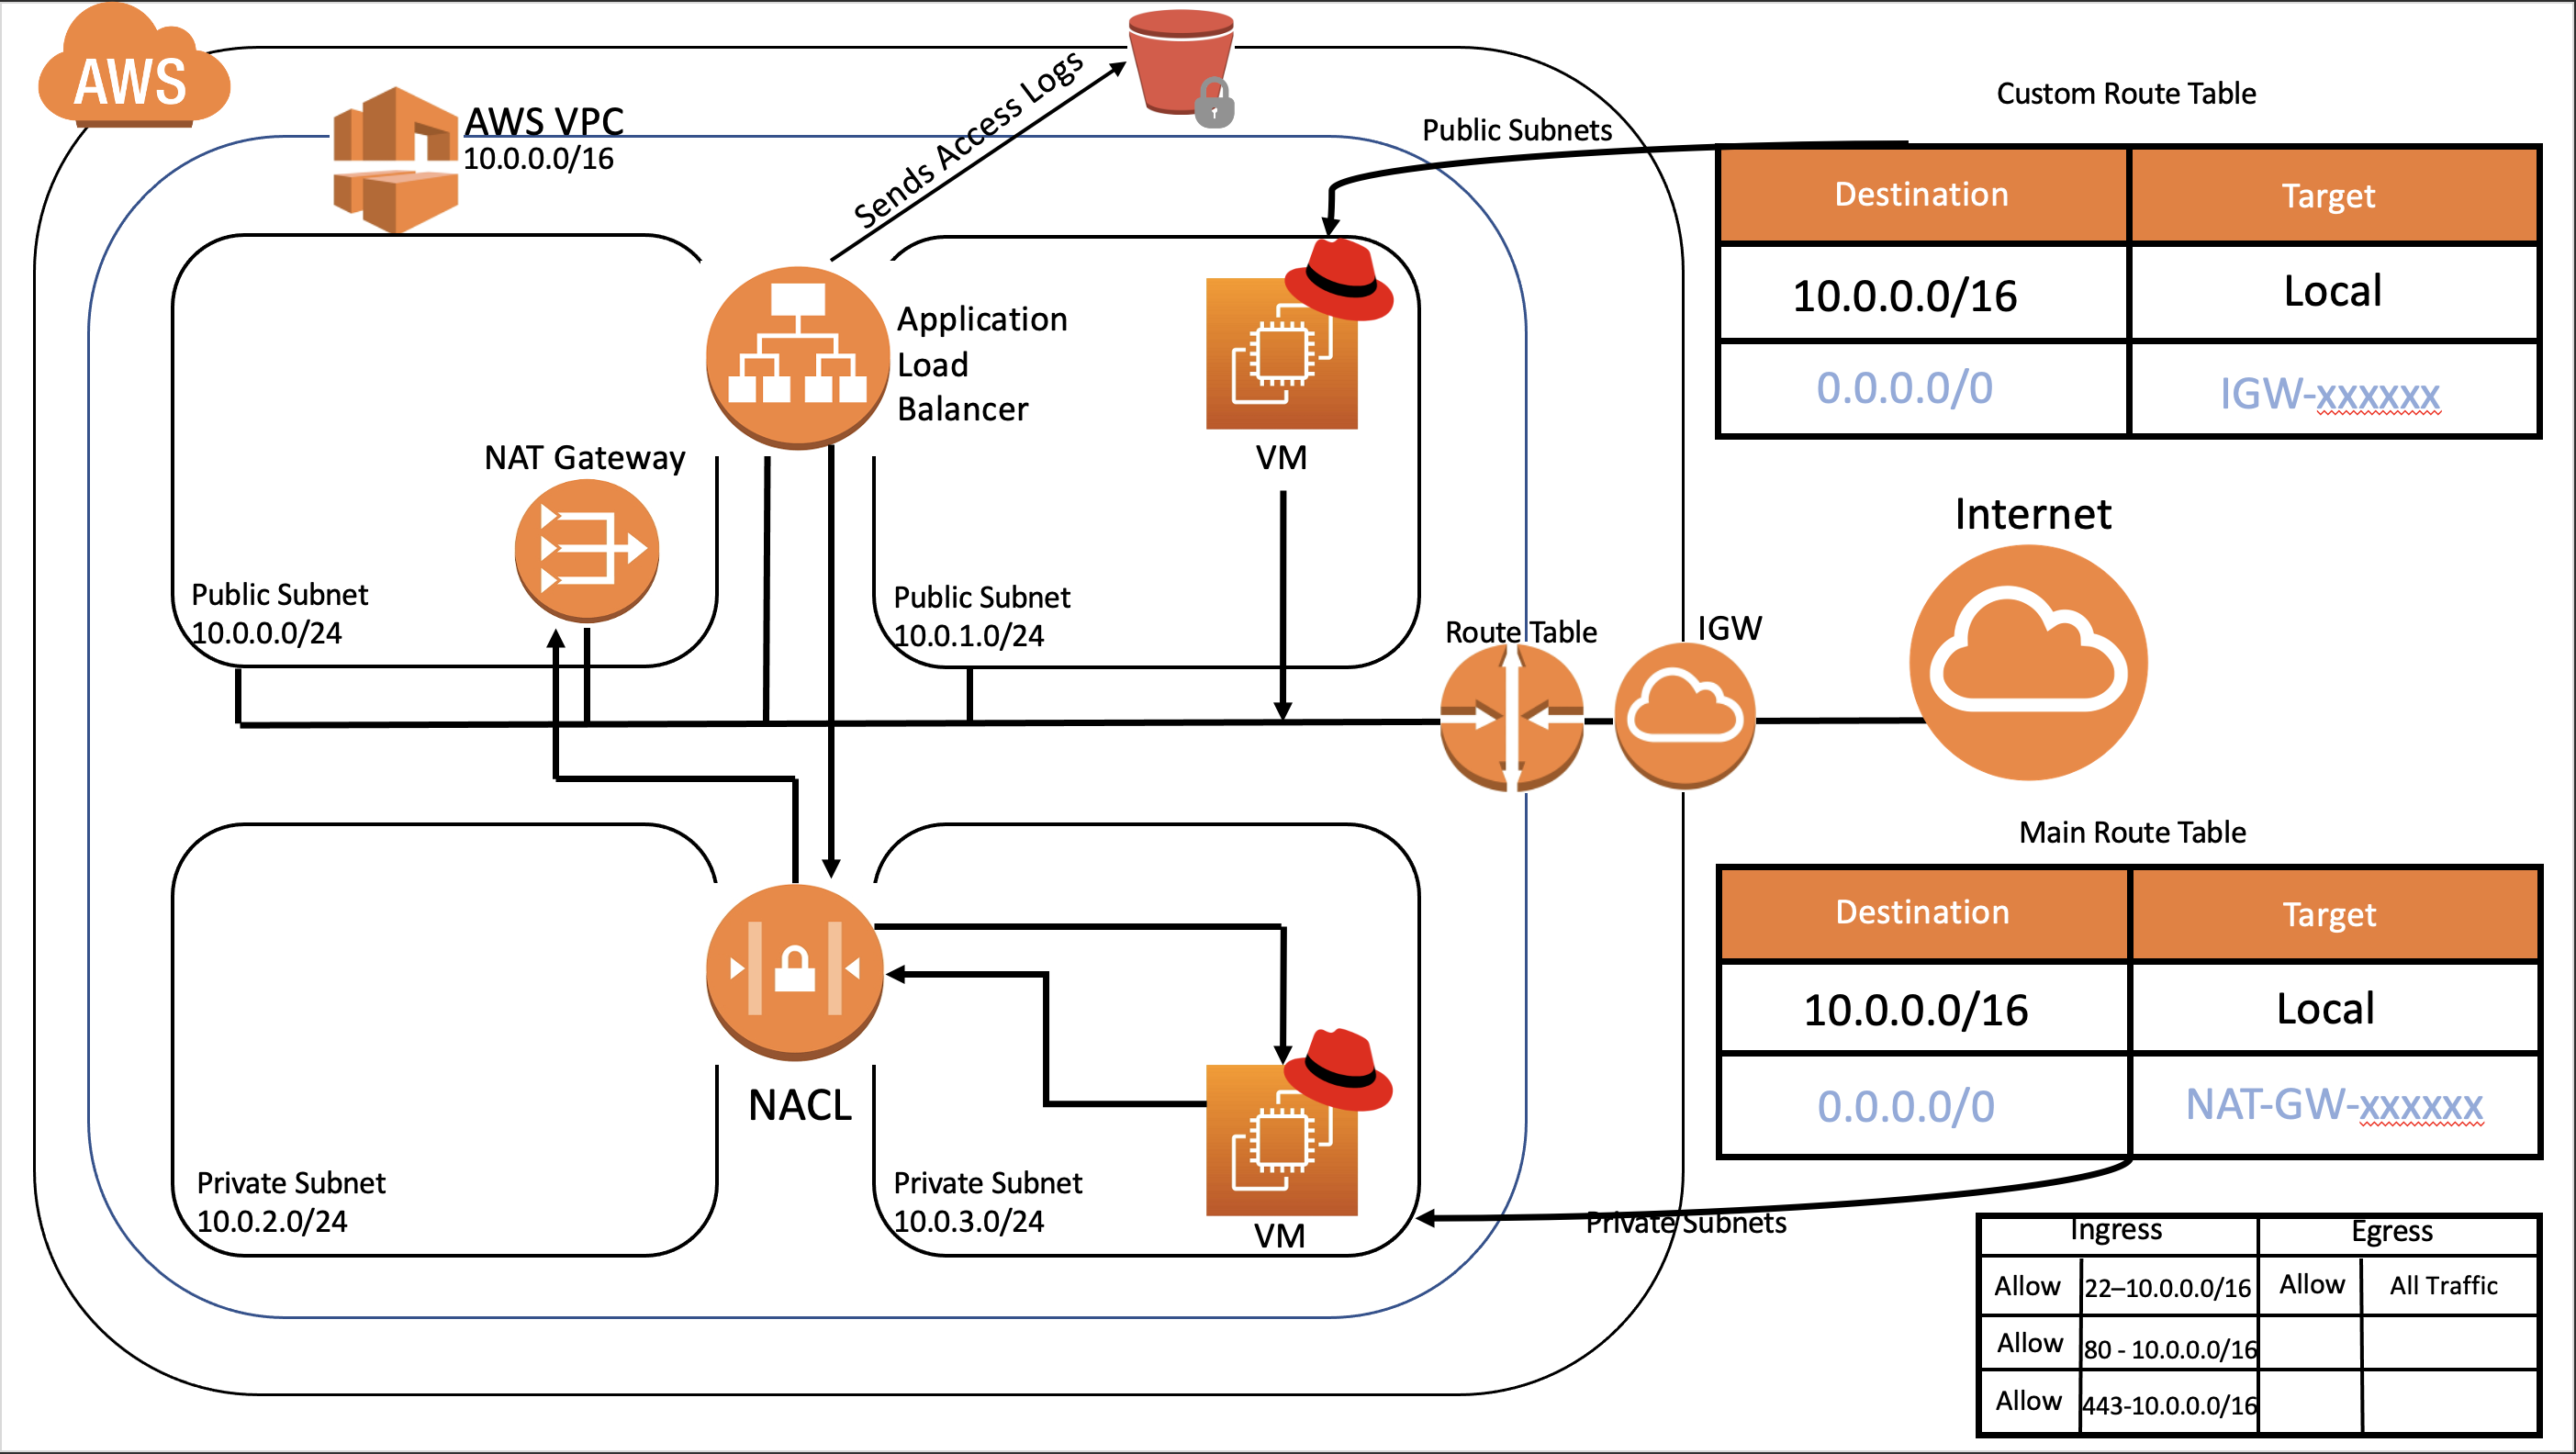 AWS
AWS VPC
10.0.0.0/16
Sends Access Logs
Public Subnets
Custom Route Table
Destination
Target
10.0.0.0/16
Local
0.0.0.0/0
IGW-xxxxxx
Application
Load
Balancer
NAT Gateway
VM
Public Subnet
10.0.0.0/24
Public Subnet
10.0.1.0/24
Internet
Route Table
IGW
Main Route Table
Destination
Target
10.0.0.0/16
Local
0.0.0.0/0
NAT-GW-xxxxxx
NACL
Private Subnet
10.0.2.0/24
Private Subnet
10.0.3.0/24
VM
Private Subnets
Ingress
Egress
Allow
22–10.0.0.0/16
Allow
All Traffic
Allow
80 - 10.0.0.0/16
Allow
443-10.0.0.0/16